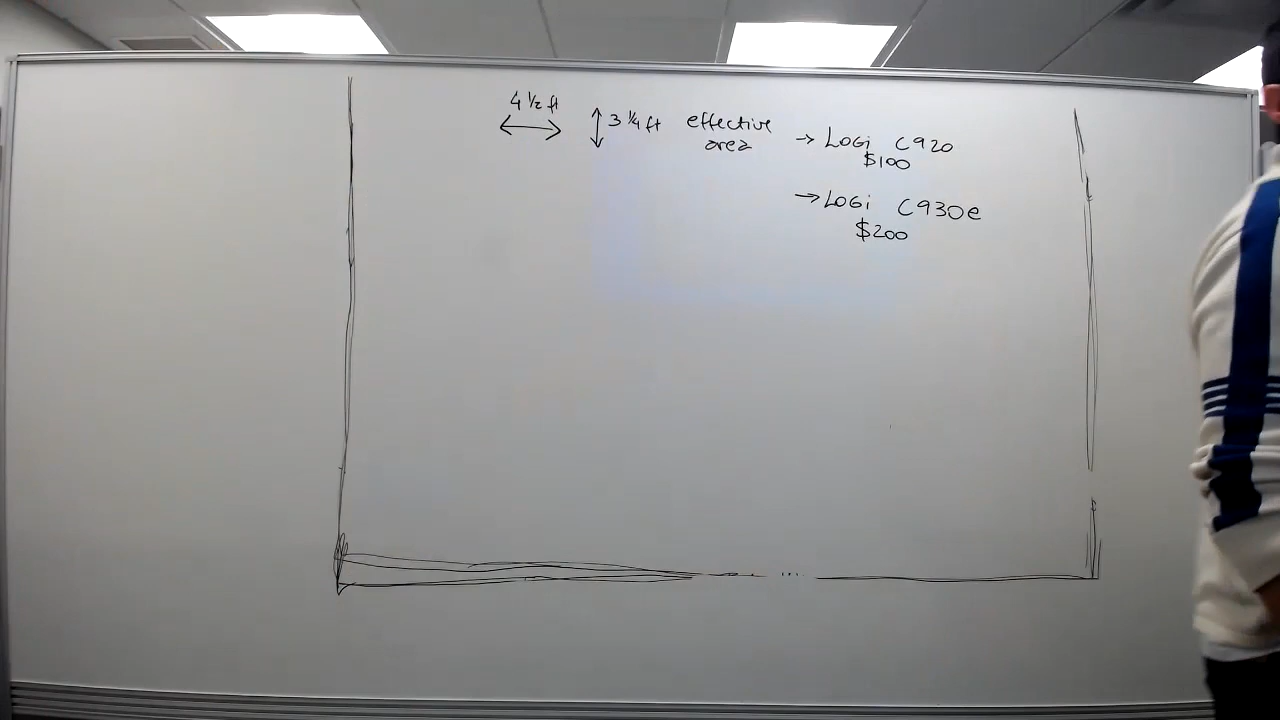 4 1/2 ft
3 1/4 ft effective area
→ LOGi C920
$100
→ LOGi C930e
$200
...